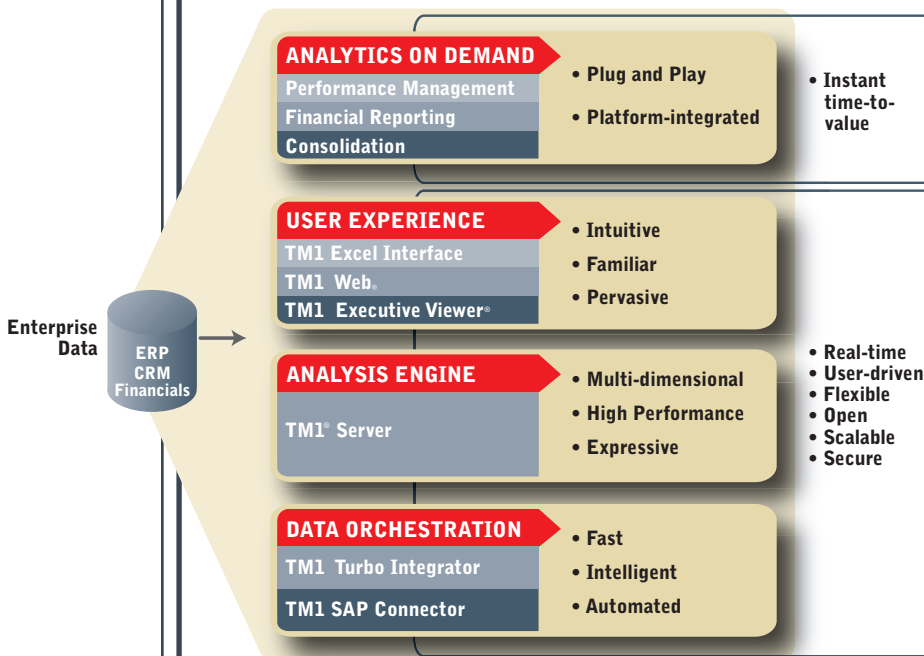 ANALYTICS ON DEMAND
Performance Management
Financial Reporting
Consolidation
• Plug and Play
• Platform-integrated
• Instant
time-to-
value
USER EXPERIENCE
TM1 Excel Interface
TM1 Web®
TM1 Executive Viewer®
• Intuitive
• Familiar
• Pervasive
Enterprise
Data
ERP
CRM
Financials
ANALYSIS ENGINE
TM1® Server
• Multi-dimensional
• High Performance
• Expressive
• Real-time
• User-driven
• Flexible
• Open
• Scalable
• Secure
DATA ORCHESTRATION
TM1 Turbo Integrator
TM1 SAP Connector
• Fast
• Intelligent
• Automated